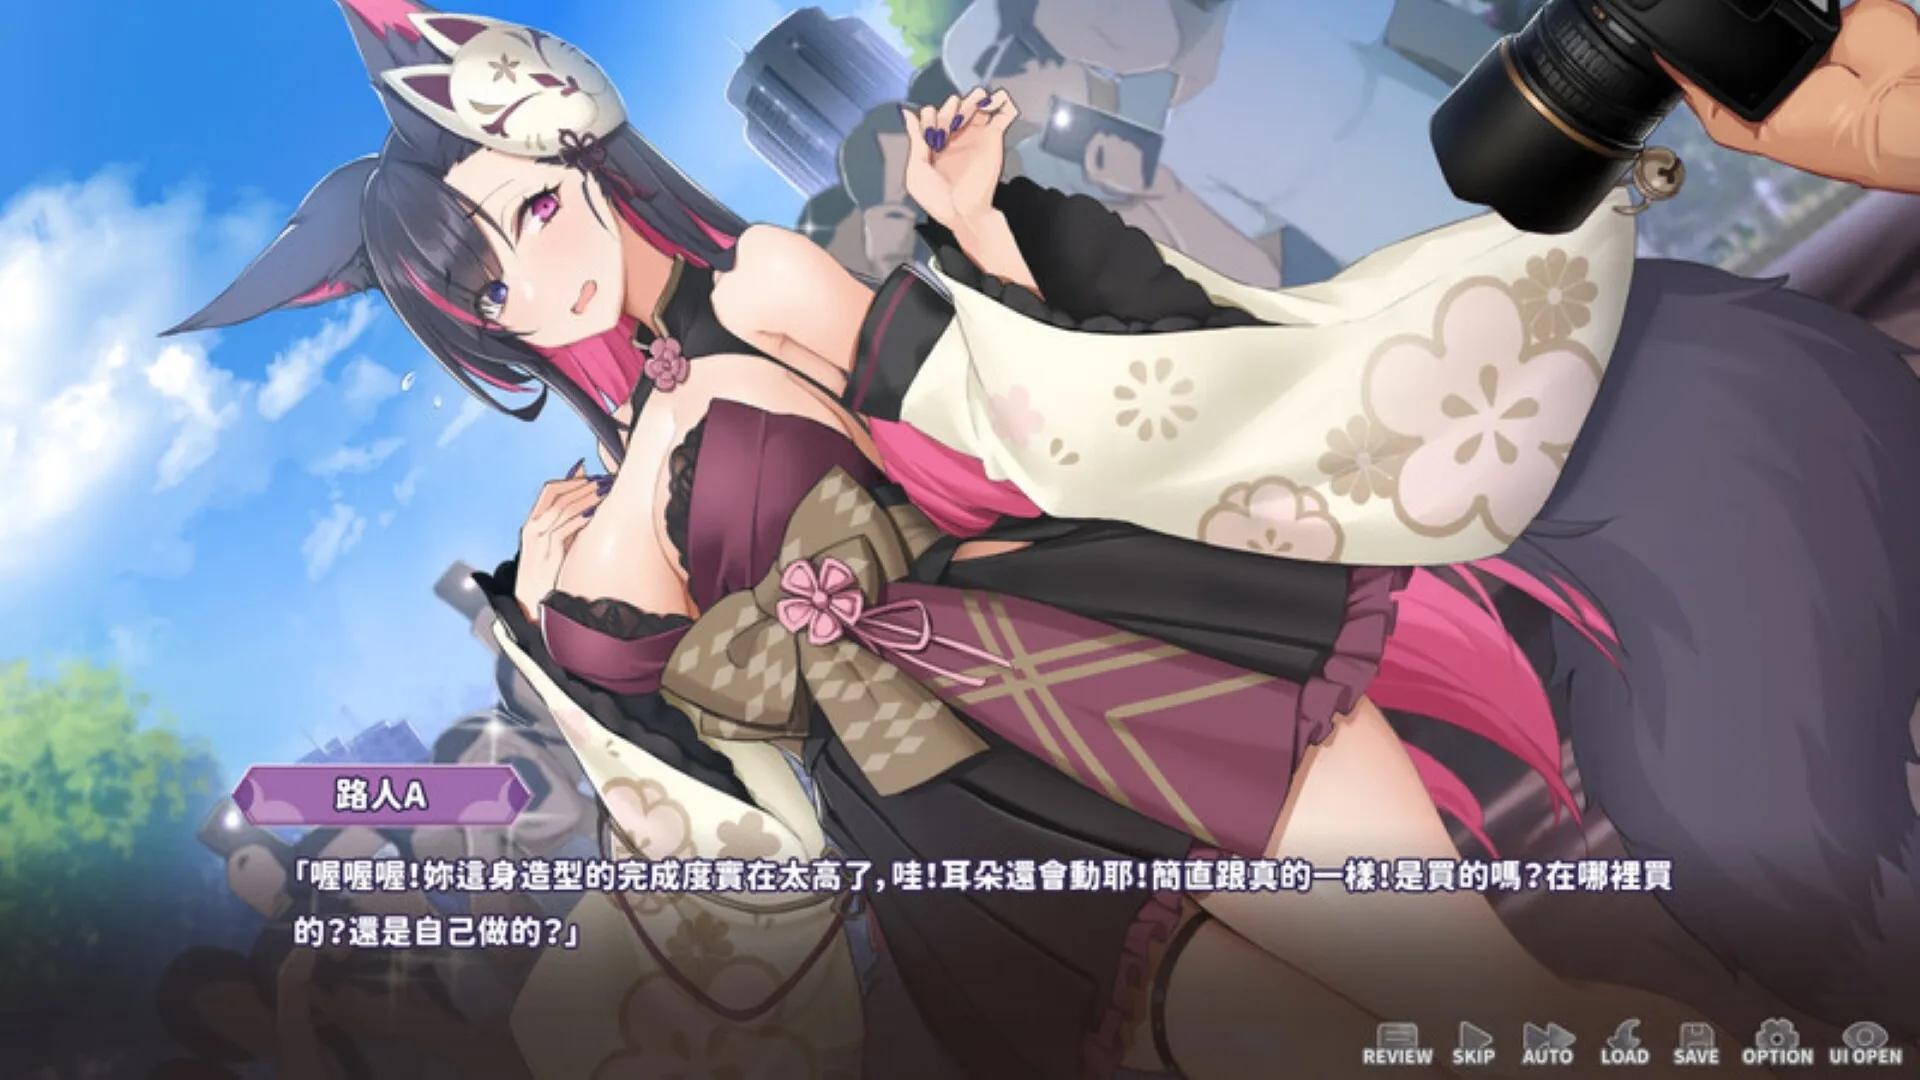 路人A
「喔喔喔!妳這身造型的完成度實在太高了,哇!耳朵還會動耶!簡直跟真的一樣!是買的嗎?在哪裡買
的?還是自己做的?」
REVIEW SKIP AUTO LOAD SAVE OPTION UI OPEN